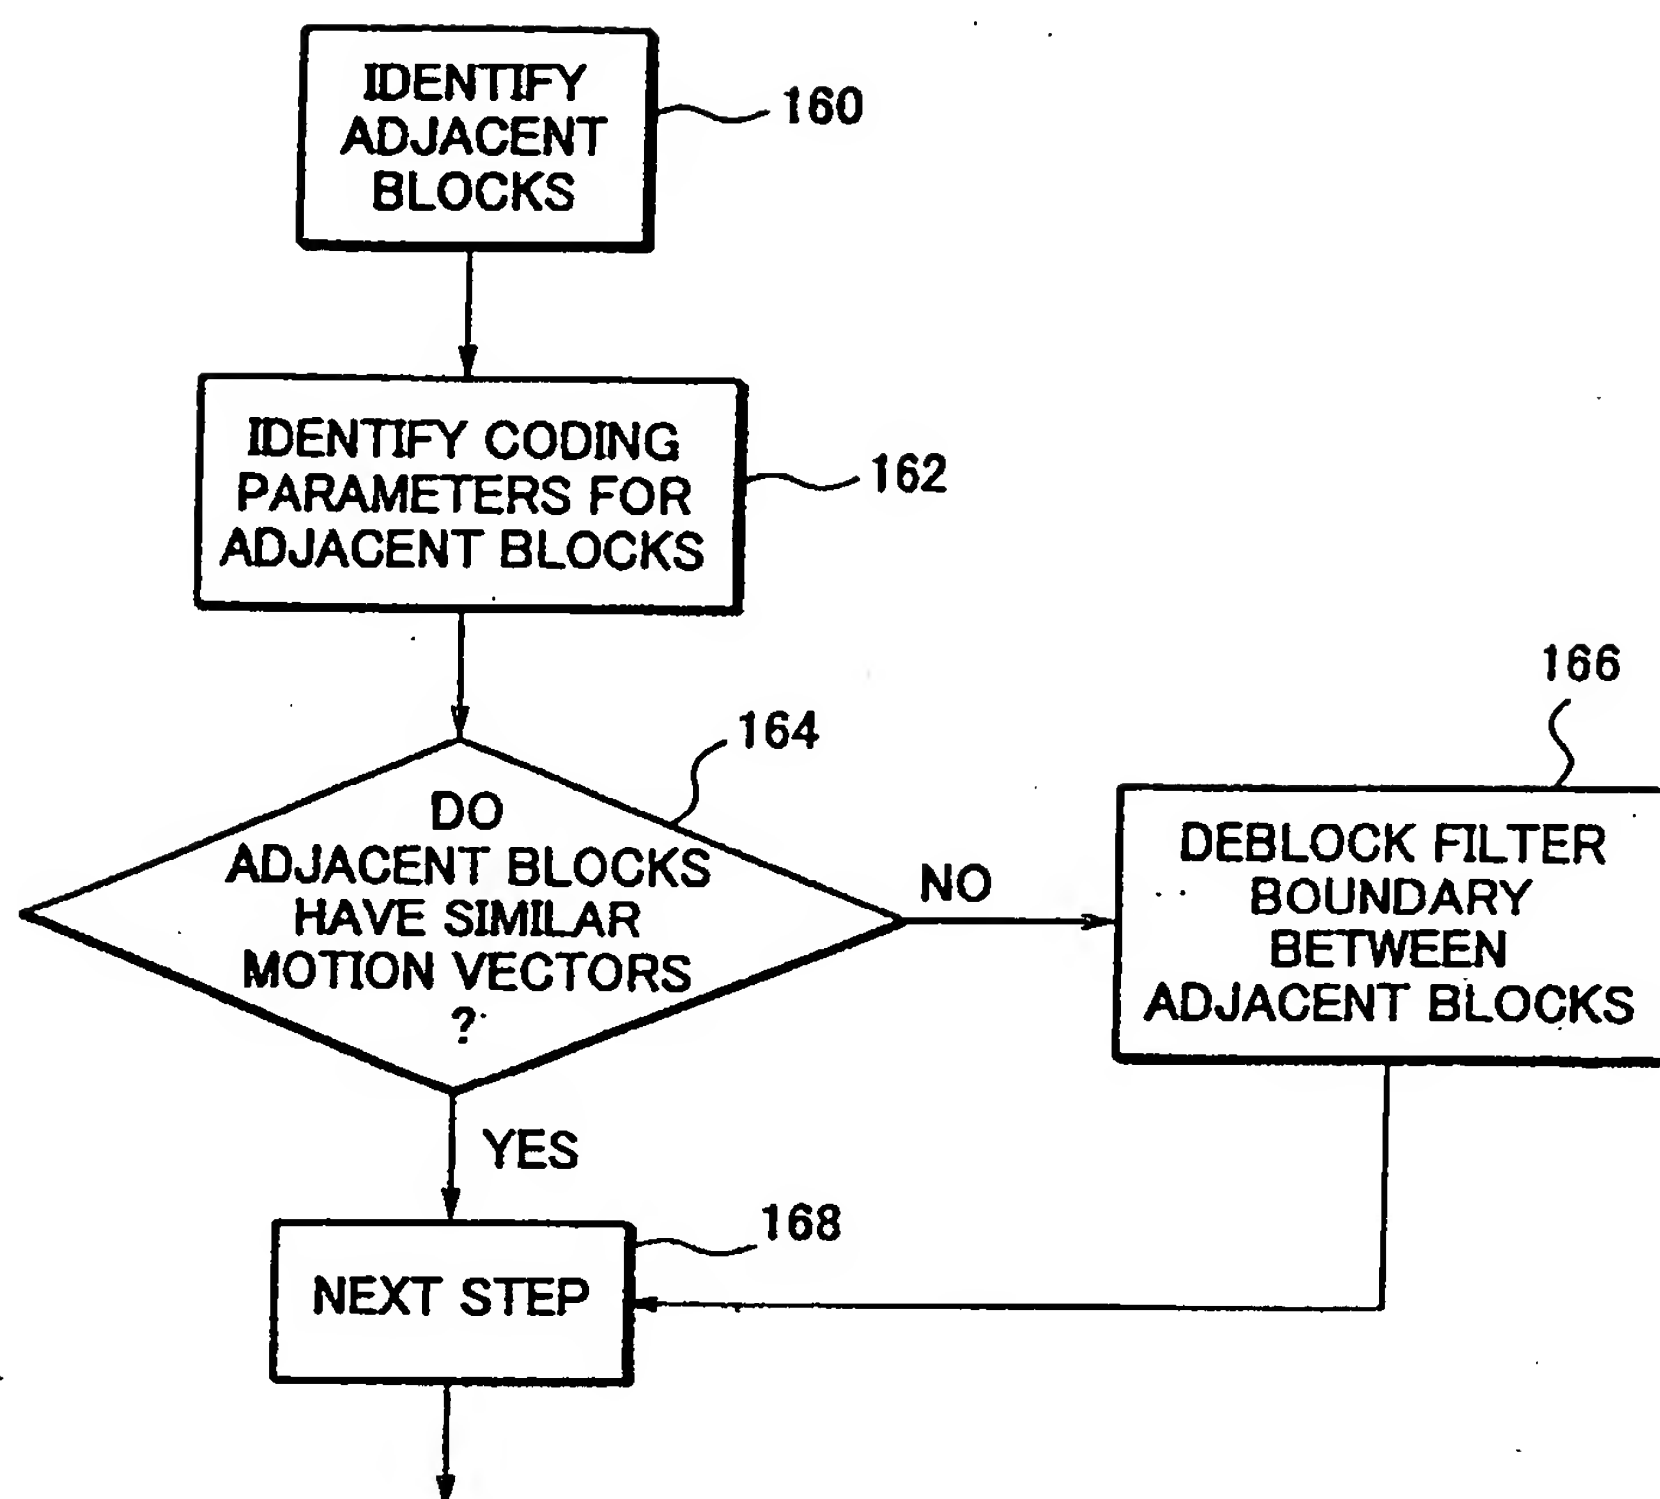 IDENTIFY
ADJACENT
BLOCKS
160
IDENTIFY CODING
PARAMETERS FOR
ADJACENT BLOCKS
162
DO
ADJACENT BLOCKS
HAVE SIMILAR
MOTION VECTORS
?
164
NO
166
DEBLOCK FILTER
BOUNDARY
BETWEEN
ADJACENT BLOCKS
YES
168
NEXT STEP